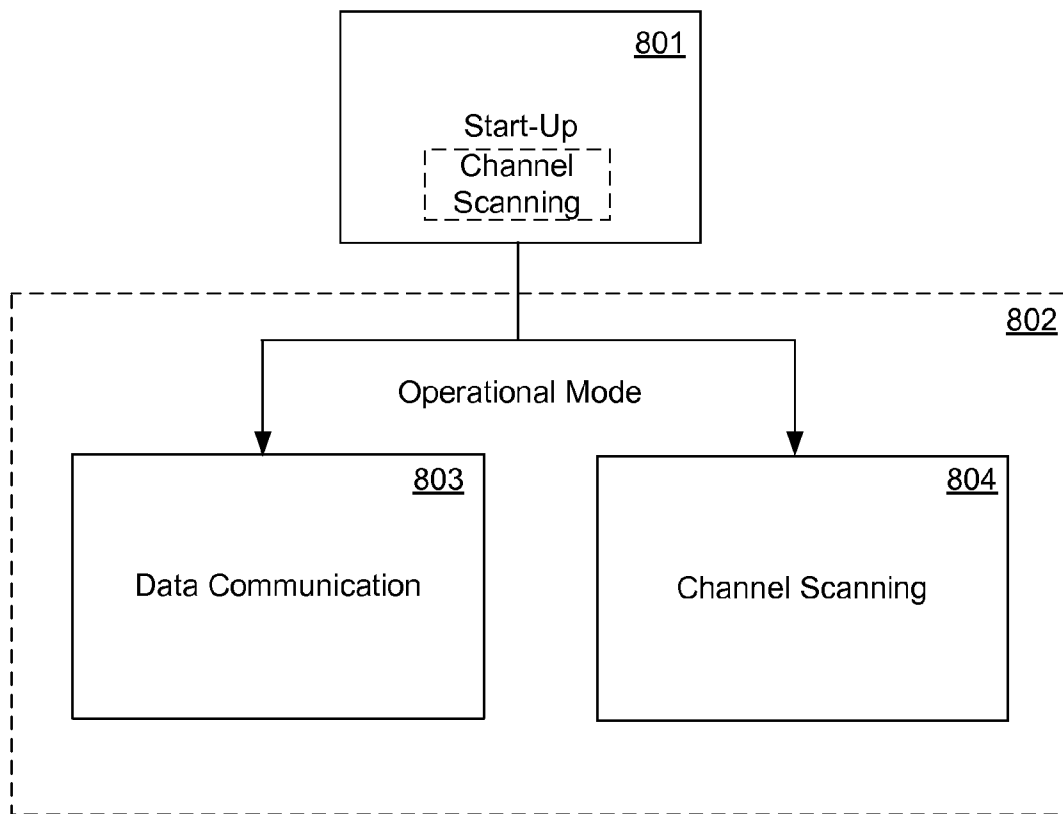 801
Start-Up
Channel
Scanning
802
Operational Mode
803
Data Communication
804
Channel Scanning